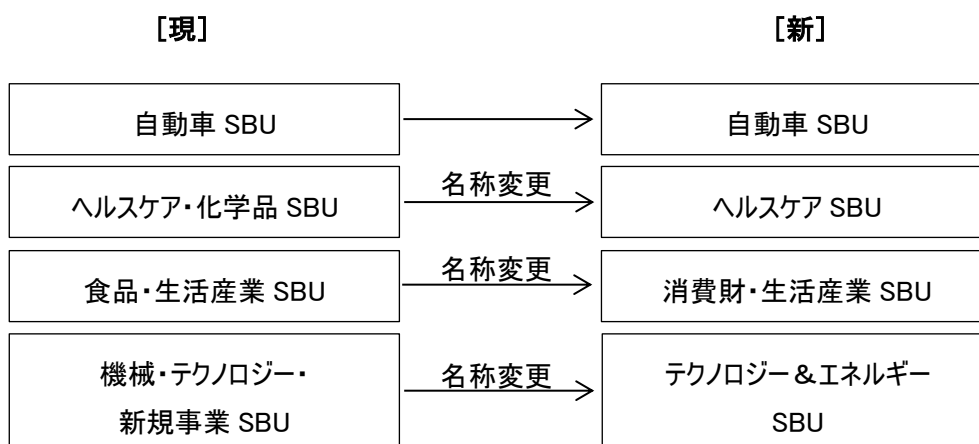 ［現］ ［新］
自動車 SBU 自動車 SBU
名称変更
ヘルスケア・化学品 SBU ヘルスケア SBU
名称変更
食品・生活産業 SBU 消費財・生活産業 SBU
機械・テクノロジー・ 名称変更 テクノロジー＆エネルギー
新規事業 SBU SBU